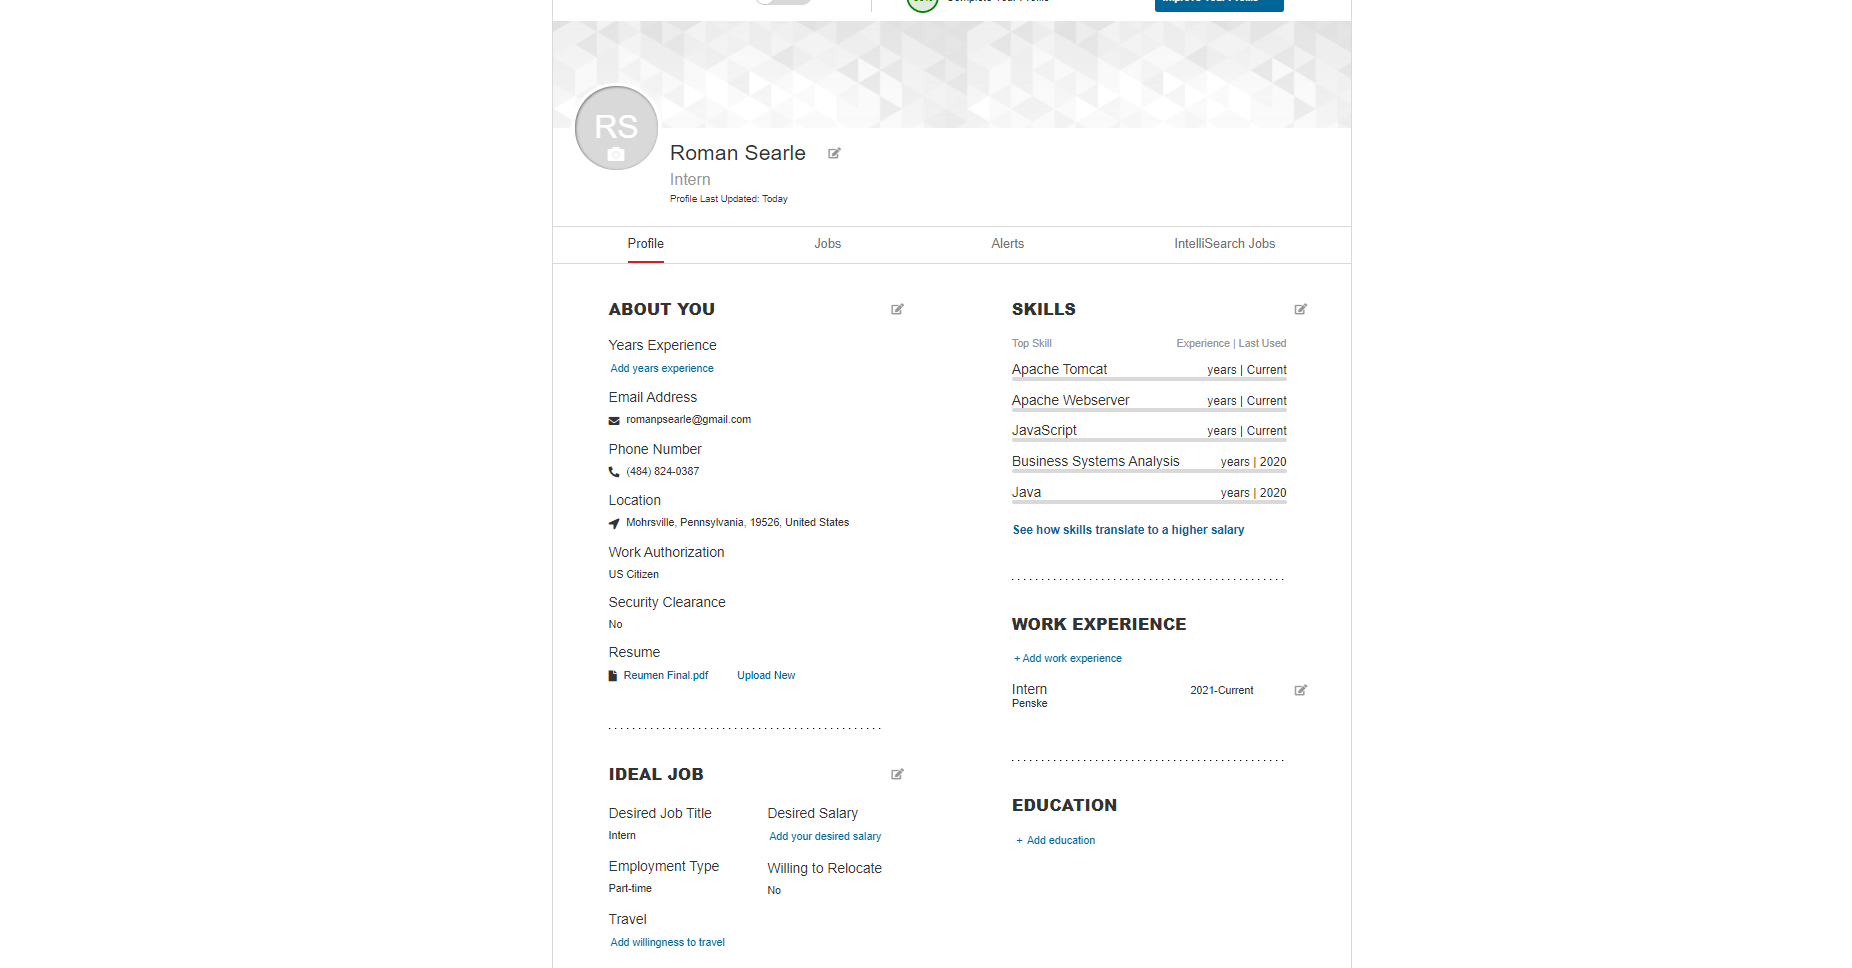 RS
Roman Searle
Intern
Profile Last Updated: Today
Profile
Jobs
Alerts
IntelliSearch Jobs
ABOUT YOU
Years Experience
Add years experience
Email Address
romanpsearle@gmail.com
Phone Number
(484) 824-0387
Location
Mohrsville, Pennsylvania, 19526, United States
Work Authorization
US Citizen
Security Clearance
No
Resume
Reumen Final.pdf Upload New
IDEAL JOB
Desired Job Title
Intern
Desired Salary
Add your desired salary
Employment Type
Part-time
Willing to Relocate
No
Travel
Add willingness to travel
SKILLS
Top Skill Experience | Last Used
Apache Tomcat years | Current
Apache Webserver years | Current
JavaScript years | Current
Business Systems Analysis years | 2020
Java years | 2020
See how skills translate to a higher salary
WORK EXPERIENCE
+ Add work experience
Intern 2021-Current
Penske
EDUCATION
+ Add education